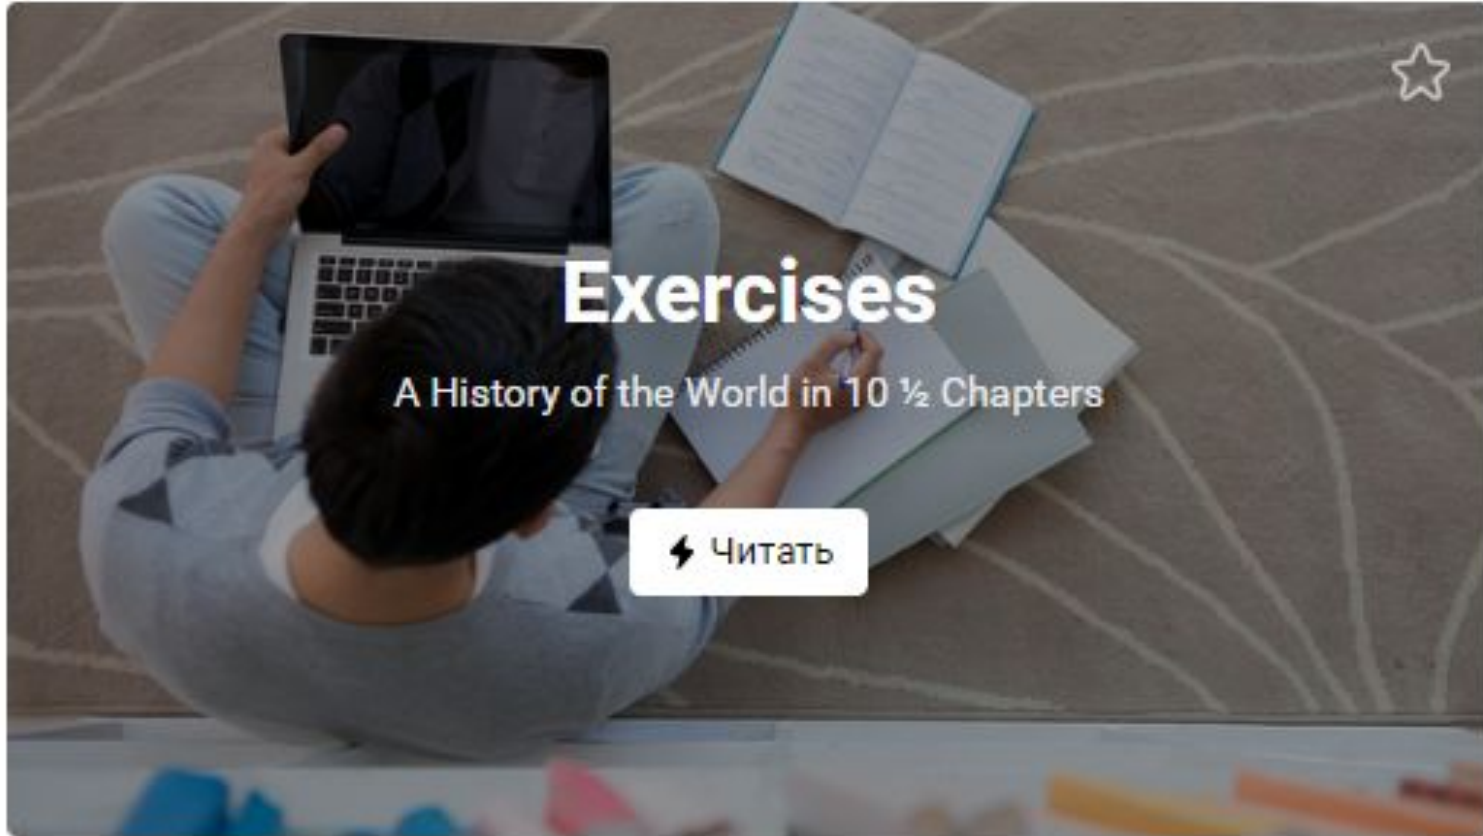 Exercises
A History of the World in 10 ½ Chapters
Читать